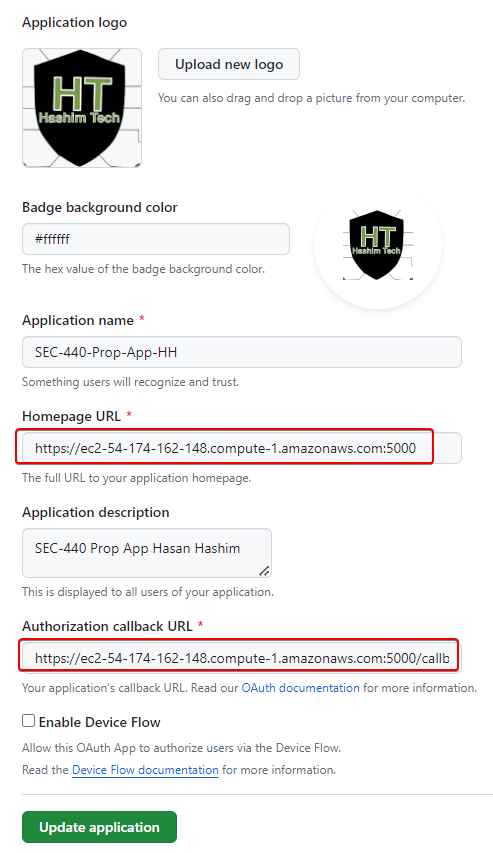 Application logo
HT
Hashim Tech
Upload new logo
You can also drag and drop a picture from your computer.
Badge background color
#ffffff
The hex value of the badge background color.
HT
Hashim Tech
Application name *
SEC-440-Prop-App-HH
Something users will recognize and trust.
Homepage URL *
https://ec2-54-174-162-148.compute-1.amazonaws.com:5000
The full URL to your application homepage.
Application description
SEC-440 Prop App Hasan Hashim
This is displayed to all users of your application.
Authorization callback URL *
https://ec2-54-174-162-148.compute-1.amazonaws.com:5000/callb
Your application's callback URL. Read our OAuth documentation for more information.
Enable Device Flow
Allow this OAuth App to authorize users via the Device Flow.
Read the Device Flow documentation for more information.
Update application